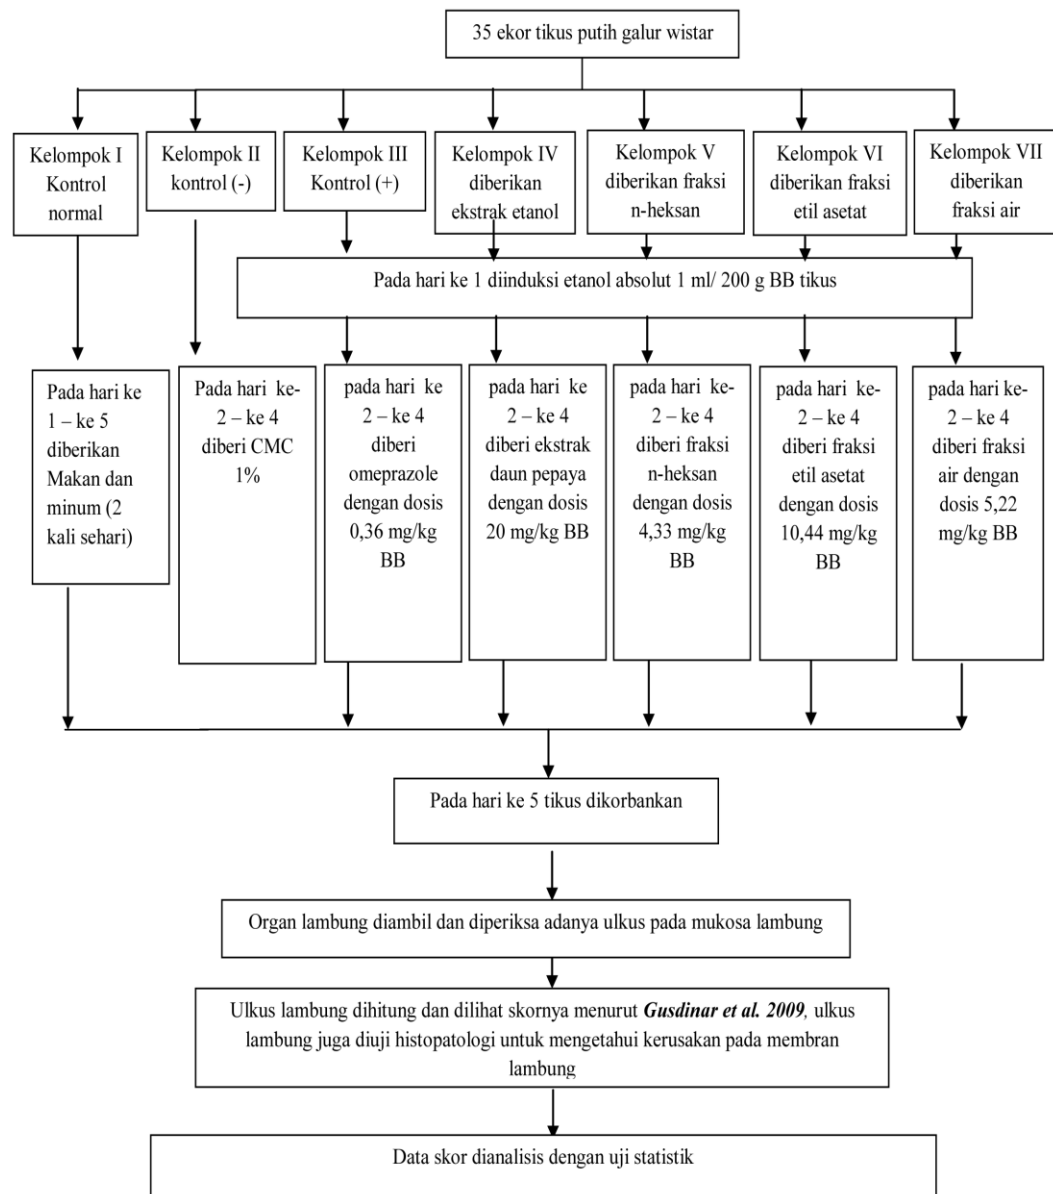 35 ekor tikus putih galur wistar
Kelompok I
Kontrol
normal
Kelompok II
kontrol (-)
Kelompok III
Kontrol (+)
Kelompok IV
diberikan
ekstrak etanol
Kelompok V
diberikan fraksi
n-heksan
Kelompok VI
diberikan fraksi
etil asetat
Kelompok VII
diberikan
fraksi air
Pada hari ke 1 diinduksi etanol absolut 1 ml/ 200 g BB tikus
Pada hari ke
1 – ke 5
diberikan
Makan dan
minum (2
kali sehari)
Pada hari ke-
2 – ke 4
diberi CMC
1%
pada hari ke
2 – ke 4
diberi
omeprazole
dengan dosis
0,36 mg/kg
BB
pada hari ke
2 – ke 4
diberi ekstrak
daun pepaya
dengan dosis
20 mg/kg BB
pada hari ke-
2 – ke 4
diberi fraksi
n-heksan
dengan dosis
4,33 mg/kg
BB
pada hari ke-
2 – ke 4
diberi fraksi
etil asetat
dengan dosis
10,44 mg/kg
BB
pada hari ke-
2 – ke 4
diberi fraksi
air dengan
dosis 5,22
mg/kg BB
Pada hari ke 5 tikus dikorbankan
Organ lambung diambil dan diperiksa adanya ulkus pada mukosa lambung
Ulkus lambung dihitung dan dilihat skornya menurut Gusdinar et al. 2009, ulkus
lambung juga diuji histopatologi untuk mengetahui kerusakan pada membran
lambung
Data skor dianalisis dengan uji statistik